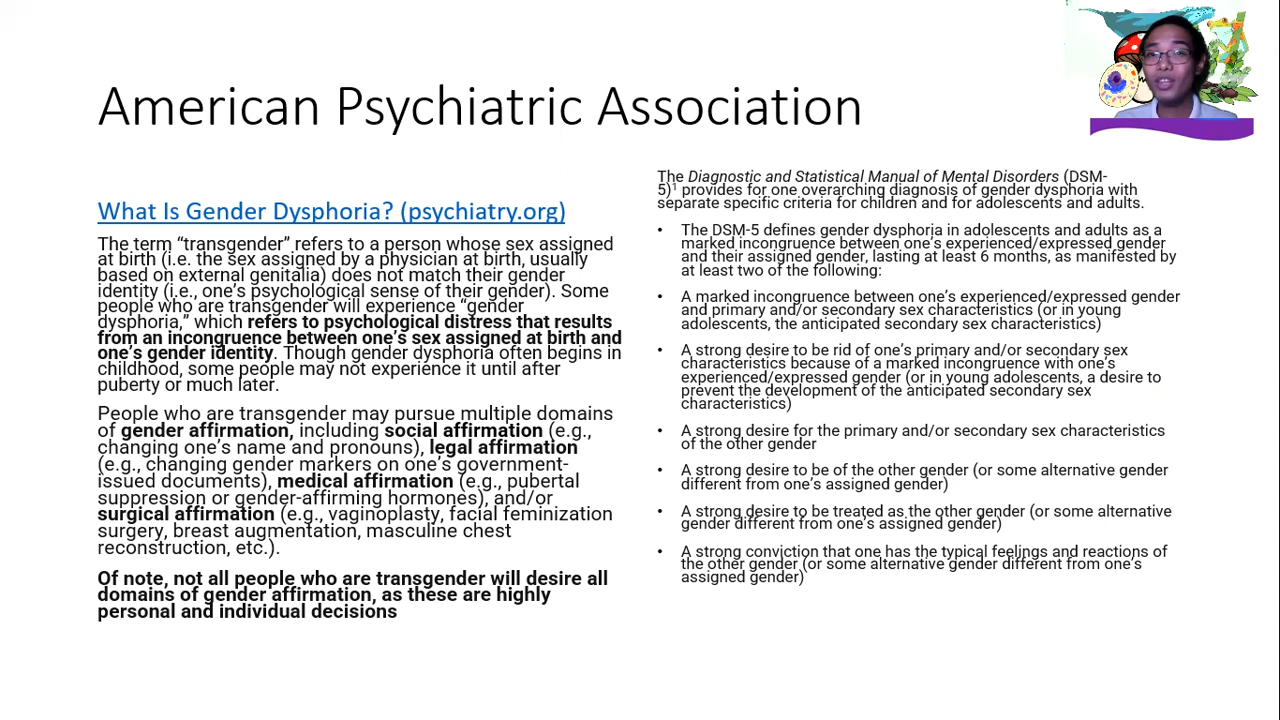 American Psychiatric Association
What Is Gender Dysphoria? (psychiatry.org)
The term “transgender” refers to a person whose sex assigned
at birth (i.e. the sex assigned by a physician at birth, usually
based on external genitalia) does not match their gender
identity (i.e., one’s psychological sense of their gender). Some
people who are transgender will experience “gender
dysphoria,” which refers to psychological distress that results
from an incongruence between one’s sex assigned at birth and
one’s gender identity. Though gender dysphoria often begins in
childhood, some people may not experience it until after
puberty or much later.
People who are transgender may pursue multiple domains
of gender affirmation, including social affirmation (e.g.,
changing one’s name and pronouns), legal affirmation
(e.g., changing gender markers on one’s government-
issued documents), medical affirmation (e.g., pubertal
suppression or gender-affirming hormones), and/or
surgical affirmation (e.g., vaginoplasty, facial feminization
surgery, breast augmentation, masculine chest
reconstruction, etc.).
Of note, not all people who are transgender will desire all
domains of gender affirmation, as these are highly
personal and individual decisions
The Diagnostic and Statistical Manual of Mental Disorders (DSM-
5)¹ provides for one overarching diagnosis of gender dysphoria with
separate specific criteria for children and for adolescents and adults.
• The DSM-5 defines gender dysphoria in adolescents and adults as a
marked incongruence between one’s experienced/expressed gender
and their assigned gender, lasting at least 6 months, as manifested by
at least two of the following:
• A marked incongruence between one’s experienced/expressed gender
and primary and/or secondary sex characteristics (or in young
adolescents, the anticipated secondary sex characteristics)
• A strong desire to be rid of one’s primary and/or secondary sex
characteristics because of a marked incongruence with one’s
experienced/expressed gender (or in young adolescents, a desire to
prevent the development of the anticipated secondary sex
characteristics)
• A strong desire for the primary and/or secondary sex characteristics
of the other gender
• A strong desire to be of the other gender (or some alternative gender
different from one’s assigned gender)
• A strong desire to be treated as the other gender (or some alternative
gender different from one’s assigned gender)
• A strong conviction that one has the typical feelings and reactions of
the other gender (or some alternative gender different from one’s
assigned gender)